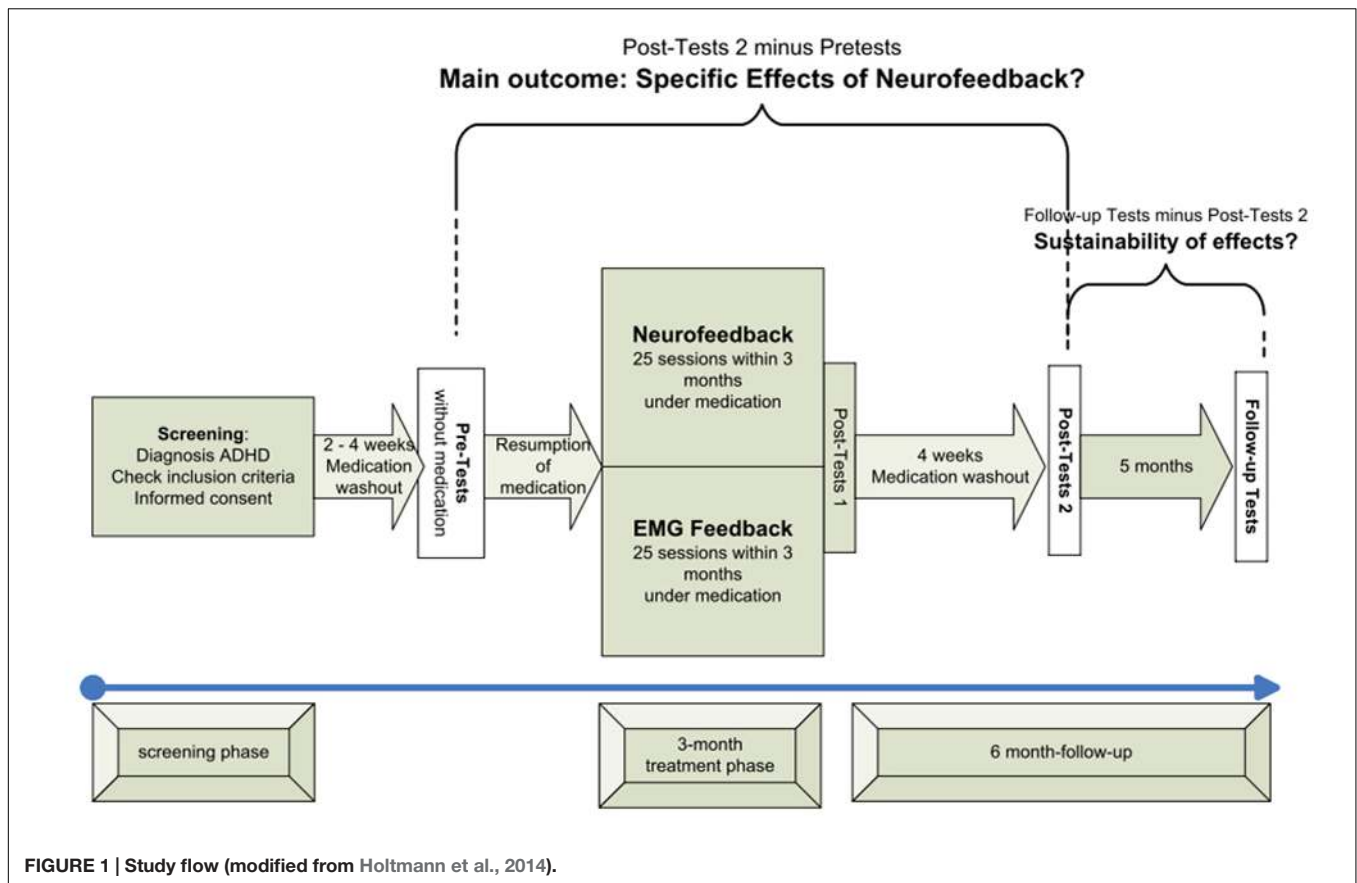 Post-Tests 2 minus Pretests
Main outcome: Specific Effects of Neurofeedback?
Follow-up Tests minus Post-Tests 2
Sustainability of effects?
Screening:
Diagnosis ADHD
Check inclusion criteria
Informed consent
2 - 4 weeks
Medication
washout
Pre-Tests
without medication
Resumption
of
medication
Neurofeedback
25 sessions within 3
months
under medication
EMG Feedback
25 sessions within 3
months
under medication
Post-Tests 1
4 weeks
Medication washout
Post-Tests 2
5 months
Follow-up Tests
screening phase
3-month
treatment phase
6 month-follow-up
FIGURE 1 | Study flow (modified from Holtmann et al., 2014).